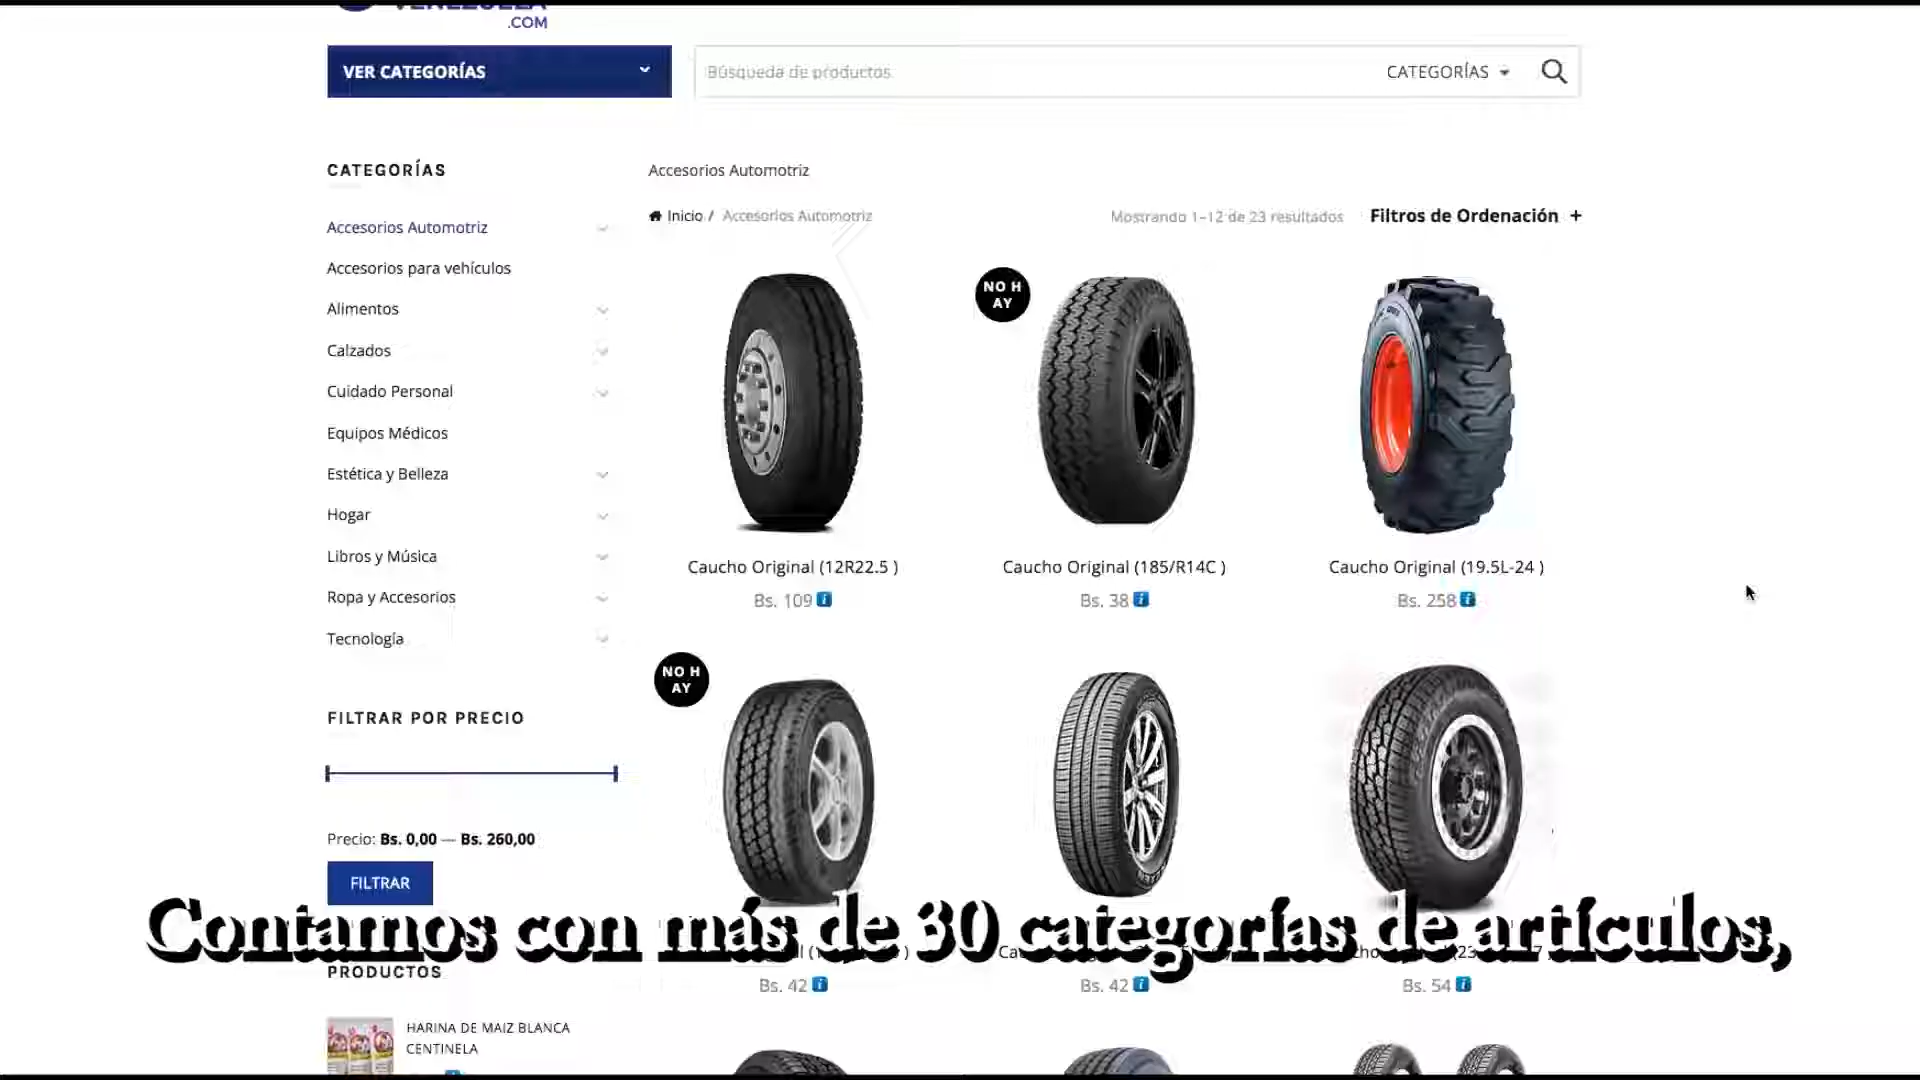 VENEZUELA
.COM
VER CATEGORÍAS
Búsqueda de productos
CATEGORÍAS
CATEGORÍAS
Accesorios Automotriz
Accesorios para vehículos
Alimentos
Calzados
Cuidado Personal
Equipos Médicos
Estética y Belleza
Hogar
Libros y Música
Ropa y Accesorios
Tecnología
FILTRAR POR PRECIO
Precio: Bs. 0,00 — Bs. 260,00
FILTRAR
PRODUCTOS
HARINA DE MAIZ BLANCA
CENTINELA
Accesorios Automotriz
Inicio / Accesorios Automotriz
Mostrando 1–12 de 23 resultados
Filtros de Ordenación +
NO H
AY
Caucho Original (12R22.5 )
Bs. 109
Caucho Original (185/R14C )
Bs. 38
Caucho Original (19.5L-24 )
Bs. 258
NO H
AY
Bs. 42
Bs. 42
Bs. 54
Contamos con más de 30 categorías de artículos,